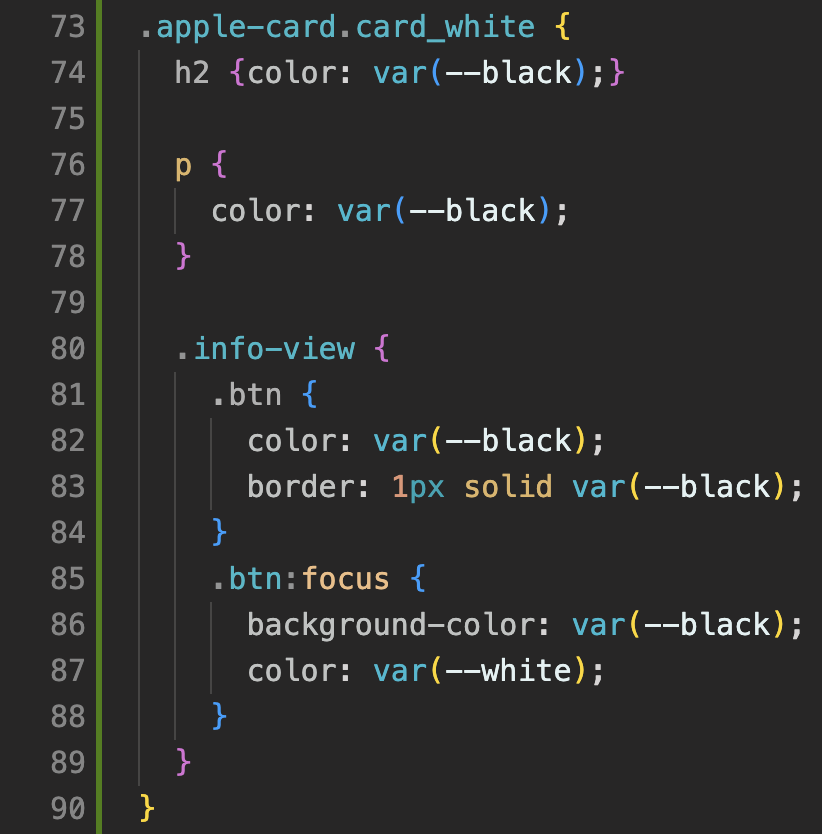 73 .apple-card.card_white {
74 h2 {color: var(--black);}
75
76 p {
77 color: var(--black);
78 }
79
80 .info-view {
81 .btn {
82 color: var(--black);
83 border: 1px solid var(--black);
84 }
85 .btn:focus {
86 background-color: var(--black);
87 color: var(--white);
88 }
89 }
90 }